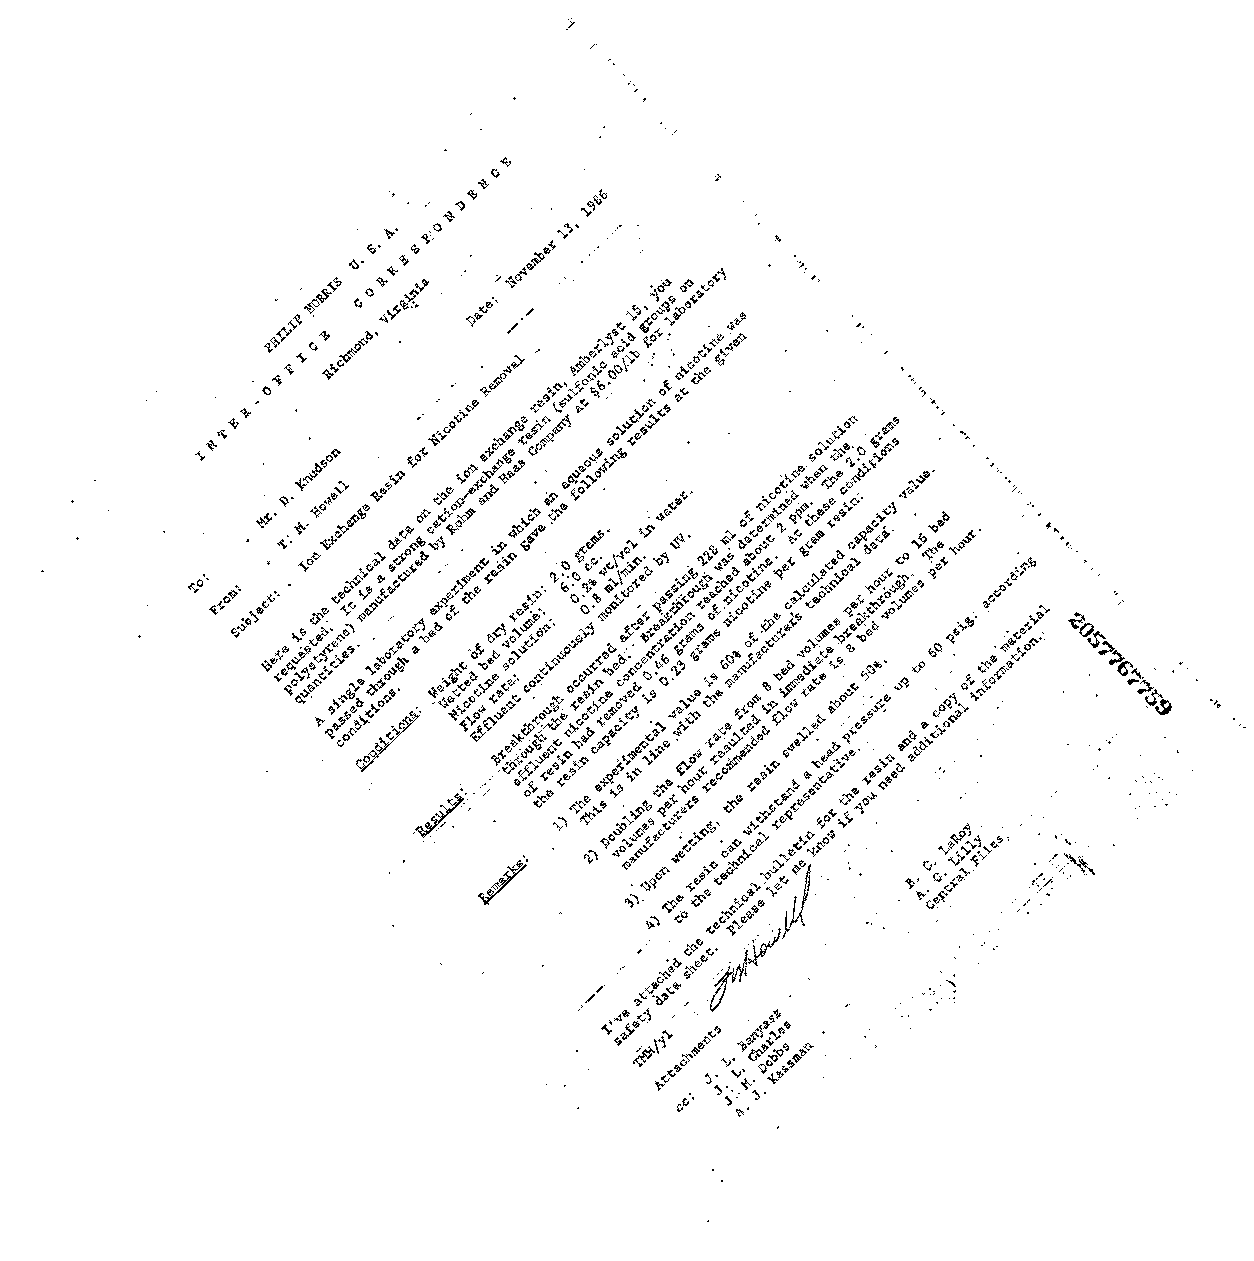 PHILIP MORRIS U. S. A.
INTER-OFFICE CORRESPONDENCE
Richmond, Virginia
To: Mr. D. Knudson Date: November 13, 1986
From: T. M. Howell
Subject: Ion Exchange Resin for Nicotine Removal
Here is the technical data on the ion exchange resin, Amberlyst 15, you
requested. It is a strong cation-exchange resin (sulfonic acid groups on
polystyrene) manufactured by Rohm and Haas Company at $6.00/lb for laboratory
quantities.
A single laboratory experiment in which an aqueous solution of nicotine was
passed through a bed of the resin gave the following results at the given
conditions.
Conditions: Weight of dry resin: 2.0 grams.
Wetted bed volume: 6.0 cc.
Nicotine solution: 0.2% wt/vol in water.
Flow rate: 0.8 ml/min.
Effluent continuously monitored by UV.
Results: Breakthrough occurred after passing 228 ml of nicotine solution
through the resin bed. Breakthrough was determined when the
effluent nicotine concentration reached about 2 ppm. The 2.0 grams
of resin had removed 0.46 grams of nicotine. At these conditions
the resin capacity is 0.23 grams nicotine per gram resin.
Remarks: 1) The experimental value is 60% of the calculated capacity value.
This is in line with the manufacturers technical data.
2) Doubling the flow rate from 8 bed volumes per hour to 16 bed
volumes per hour resulted in immediate breakthrough. The
manufacturers recommended flow rate is 8 bed volumes per hour.
3) Upon wetting, the resin swelled about 50%.
4) The resin can withstand a head pressure up to 60 psig. according
to the technical representative.
I've attached the technical bulletin for the resin and a copy of the material
safety data sheet. Please let me know if you need additional information.
TMHowell
TMH/yl
Attachments
cc: J. L. Banyasz B. C. LaRoy
J. L. Charles A. C. Lilly
J. M. Dobbs Central Files
A. J. Kassman
2057767759